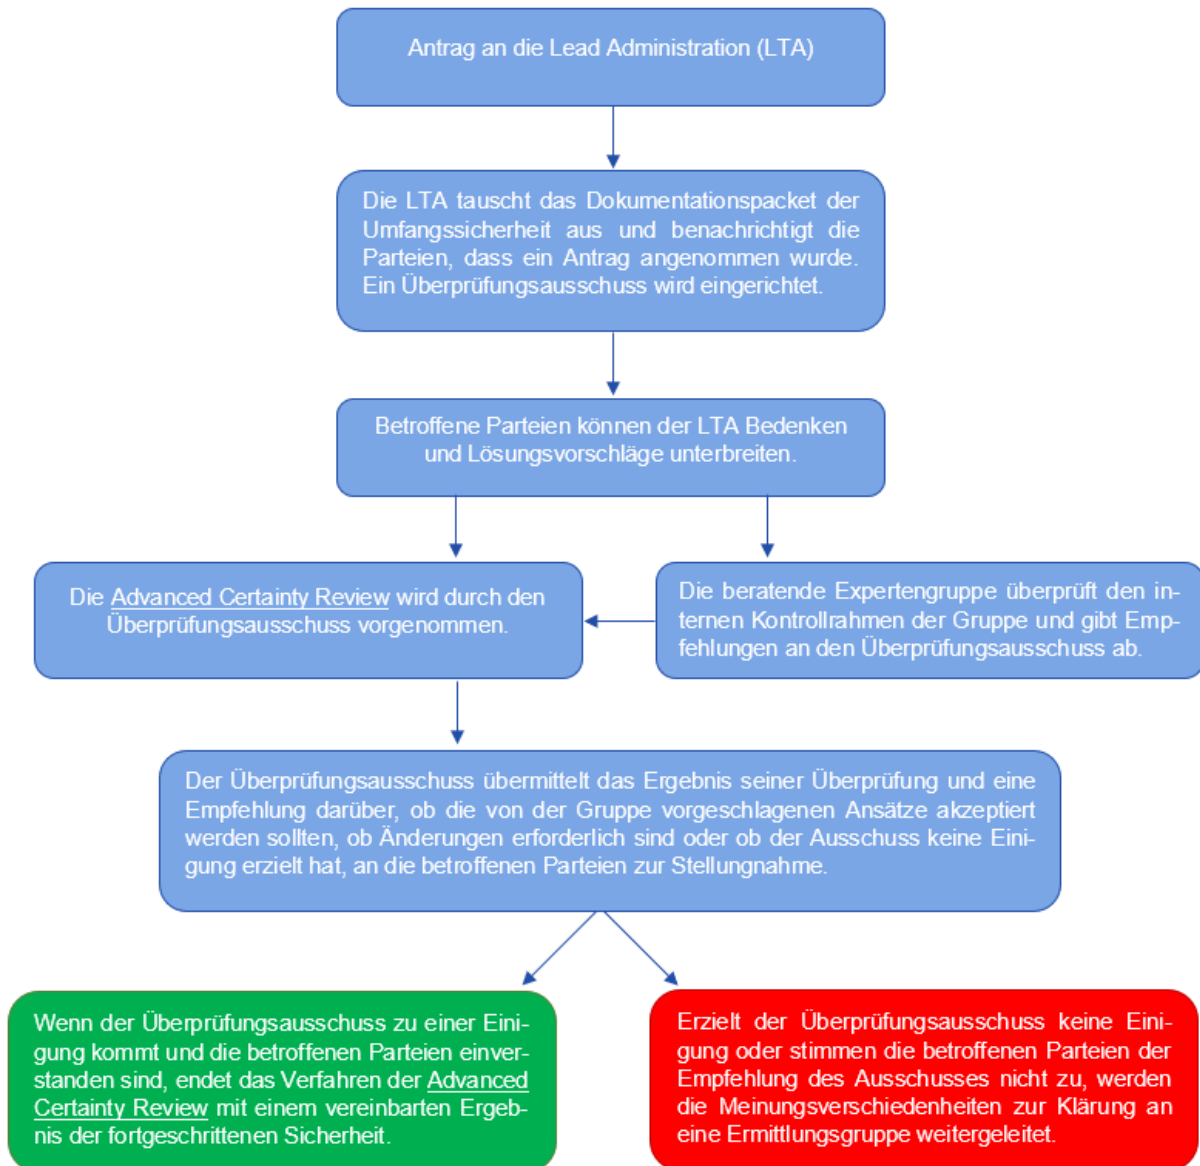 Antrag an die Lead Administration (LTA)
Die LTA tauscht das Dokumentationspacket der
Umfangssicherheit aus und benachrichtigt die
Parteien, dass ein Antrag angenommen wurde.
Ein Überprüfungsausschuss wird eingerichtet.
Betroffene Parteien können der LTA Bedenken
und Lösungsvorschläge unterbreiten.
Die Advanced Certainty Review wird durch den
Überprüfungsausschuss vorgenommen.
Die beratende Expertengruppe überprüft den in-
ternen Kontrollrahmen der Gruppe und gibt Emp-
fehlungen an den Überprüfungsausschuss ab.
Der Überprüfungsausschuss übermittelt das Ergebnis seiner Überprüfung und eine
Empfehlung darüber, ob die von der Gruppe vorgeschlagenen Ansätze akzeptiert
werden sollten, ob Änderungen erforderlich sind oder ob der Ausschuss keine Eini-
gung erzielt hat, an die betroffenen Parteien zur Stellungnahme.
Wenn der Überprüfungsausschuss zu einer Eini-
gung kommt und die betroffenen Parteien einver-
standen sind, endet das Verfahren der Advanced
Certainty Review mit einem vereinbarten Ergeb-
nis der fortgeschrittenen Sicherheit.
Erzielt der Überprüfungsausschuss keine Eini-
gung oder stimmen die betroffenen Parteien der
Empfehlung des Ausschusses nicht zu, werden
die Meinungsverschiedenheiten zur Klärung an
eine Ermittlungsgruppe weitergeleitet.